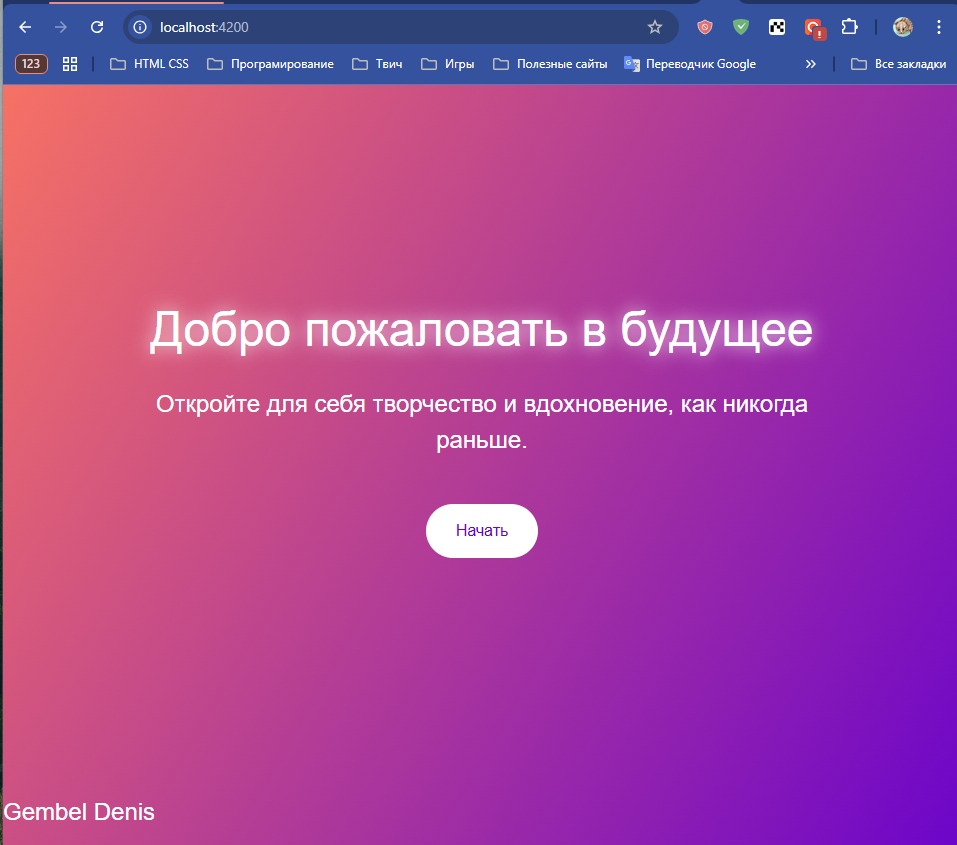 localhost:4200
123
HTML CSS
Програмирование
Твич
Игры
Полезные сайты
Переводчик Google
Все закладки
Добро пожаловать в будущее
Откройте для себя творчество и вдохновение, как никогда
раньше.
Начать
Gembel Denis